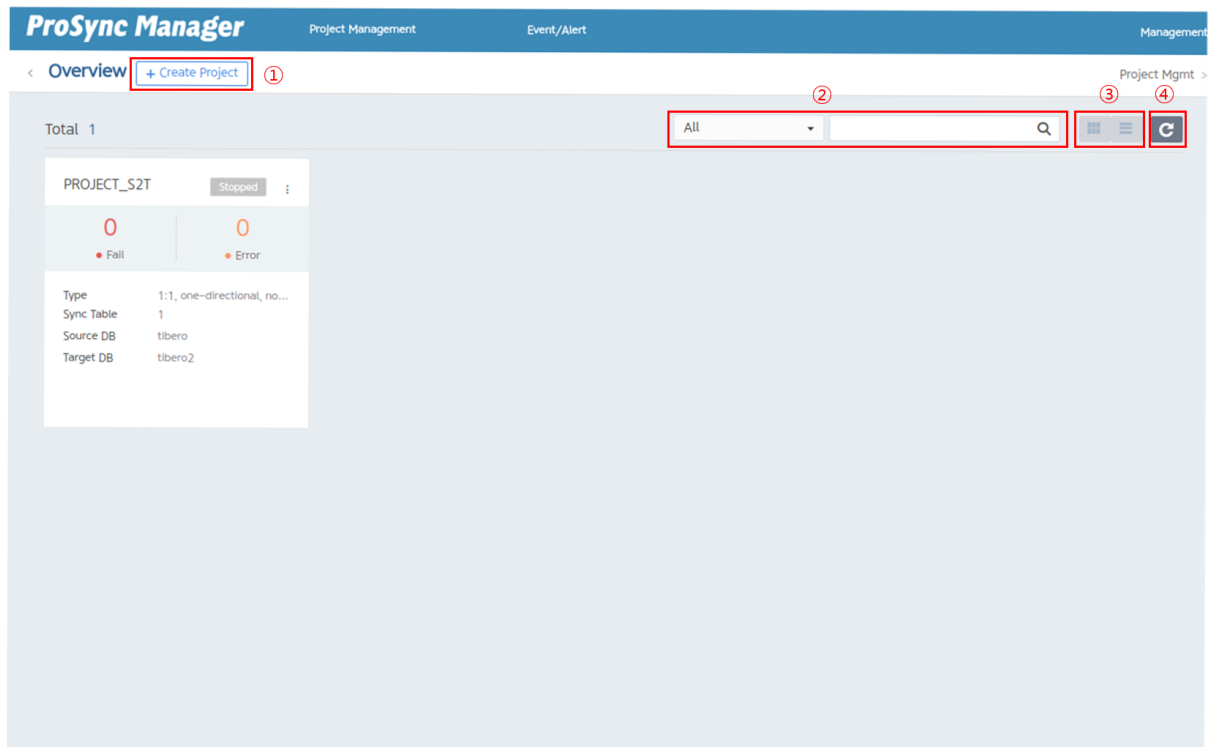 ProSync Manager Project Management Event/Alert Management
< Overview + Create Project ① Project Mgmt >
② ③ ④
Total 1 All
PROJECT_S2T Stopped
0 0
Fail Error
Type 1:1, one-directional, no...
Sync Table 1
Source DB tibero
Target DB tibero2